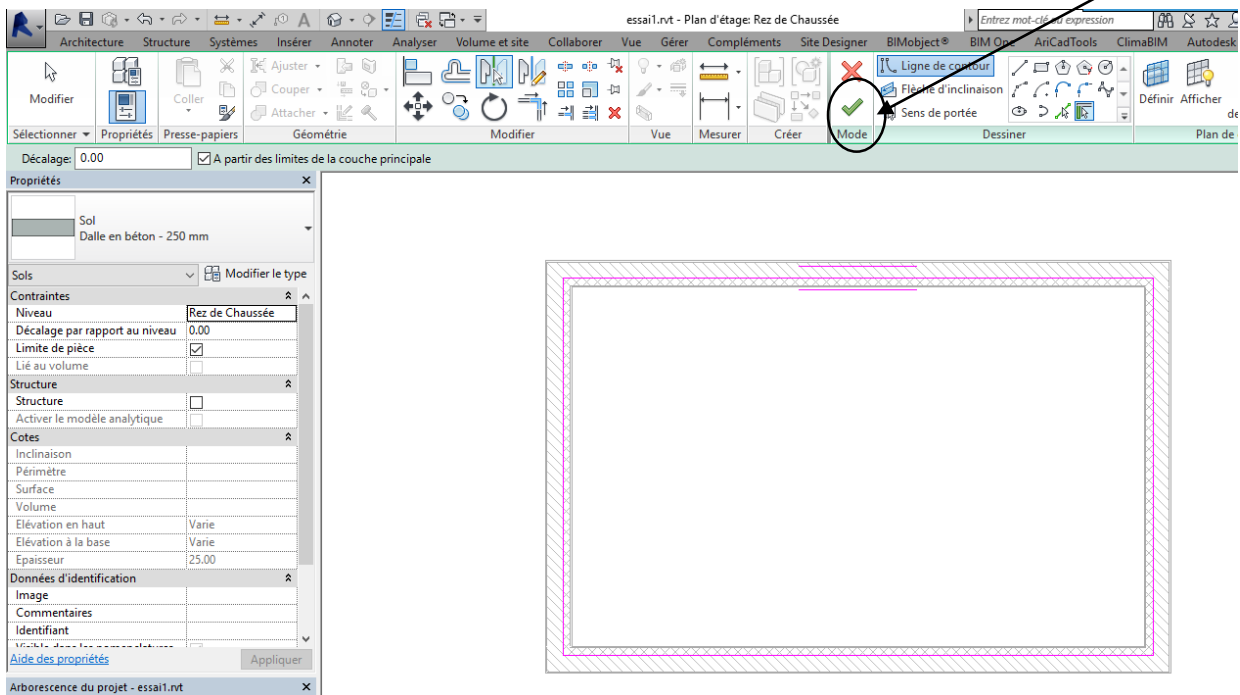 essai1.rvt - Plan d'étage: Rez de Chaussée
Entrez mot-clé ou expression
Architecture Structure Systèmes Insérer Annoter Analyser Volume et site Collaborer Vue Gérer Compléments Site Designer BIMobject® BIM One AriCadTools ClimaBIM Autodesk
Ajuster
Ligne de contour
Modifier Coller Couper Flèche d'inclinaison Définir Afficher
Attacher Sens de portée de
Sélectionner Propriétés Presse-papiers Géométrie Modifier Vue Mesurer Créer Mode Dessiner Plan de
Décalage: 0.00 A partir des limites de la couche principale
Propriétés
Sol
Dalle en béton - 250 mm
Sols Modifier le type
Contraintes
Niveau Rez de Chaussée
Décalage par rapport au niveau 0.00
Limite de pièce
Lié au volume
Structure
Structure
Activer le modèle analytique
Cotes
Inclinaison
Périmètre
Surface
Volume
Elévation en haut Varie
Elévation à la base Varie
Epaisseur 25.00
Données d'identification
Image
Commentaires
Identifiant
Aide des propriétés Appliquer
Arborescence du projet - essai1.rvt